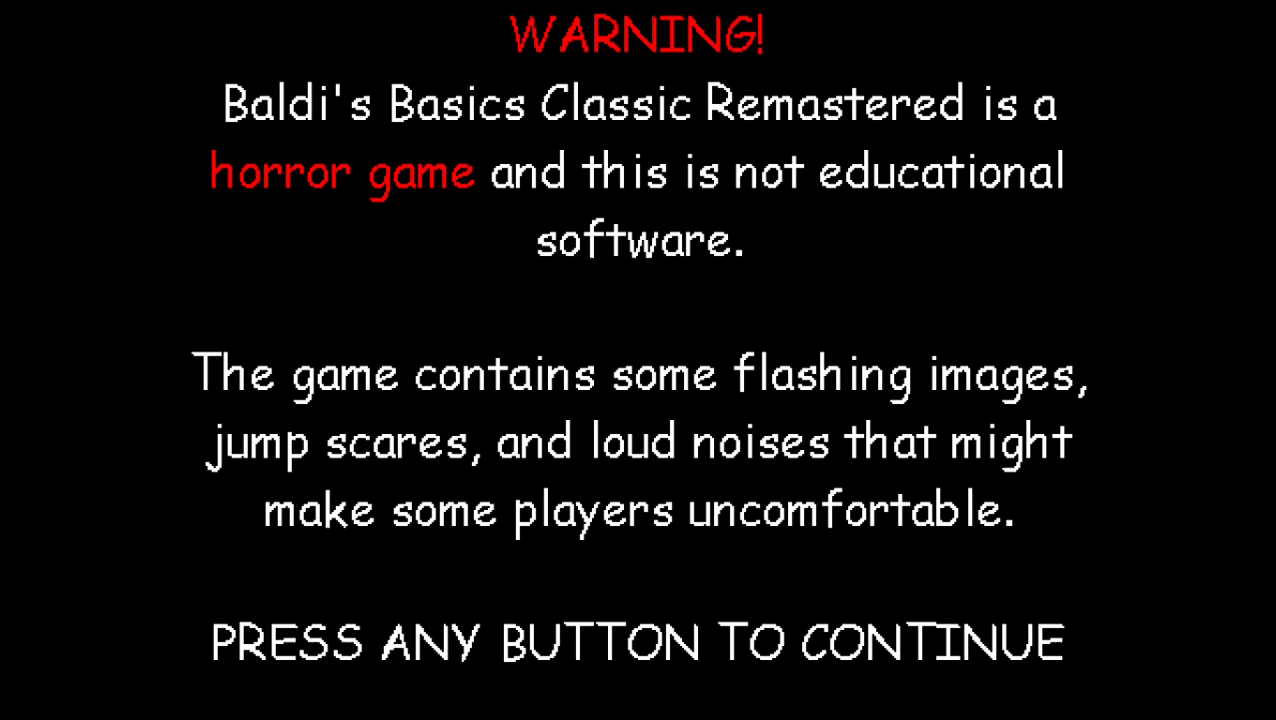 WARNING!
Baldi's Basics Classic Remastered is a
horror game and this is not educational
software.
The game contains some flashing images,
jump scares, and loud noises that might
make some players uncomfortable.
PRESS ANY BUTTON TO CONTINUE